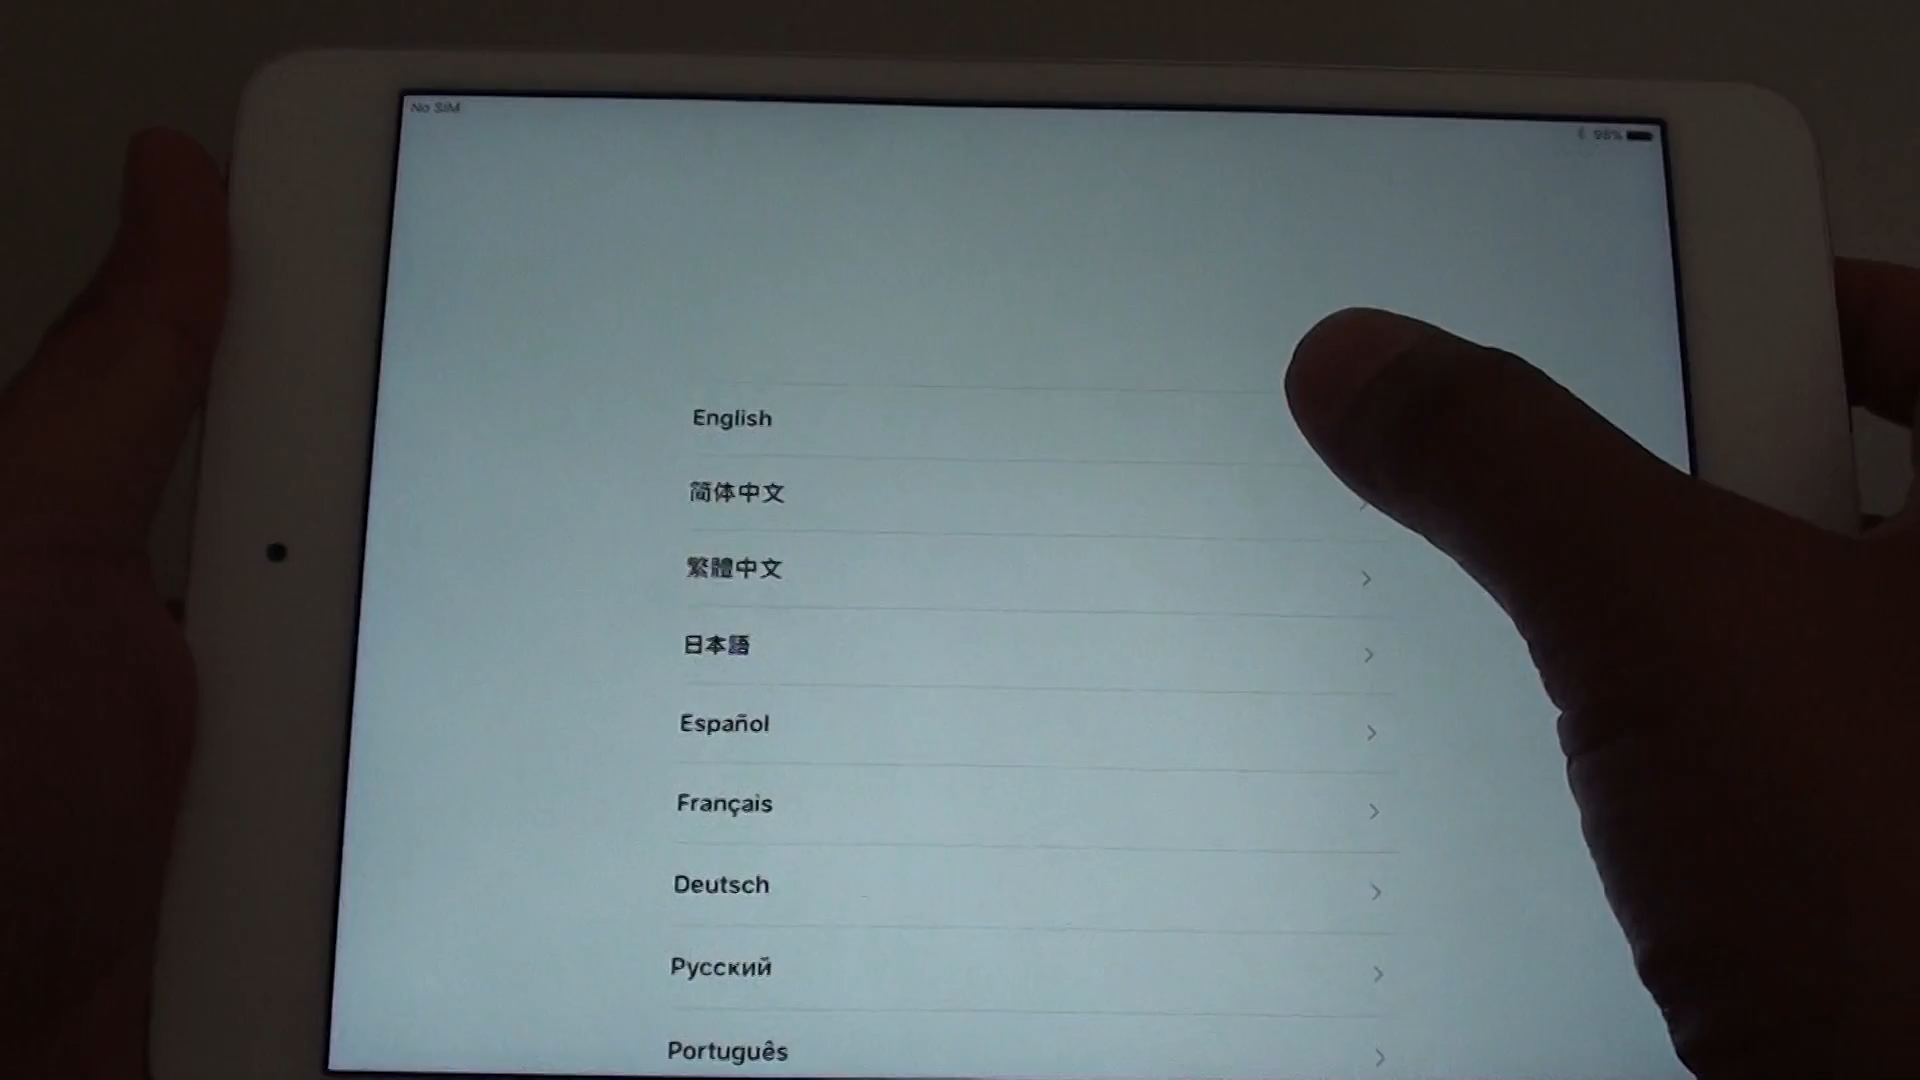 No SIM
98%
English
简体中文
繁體中文
日本語
Español
Français
Deutsch
Русский
Português